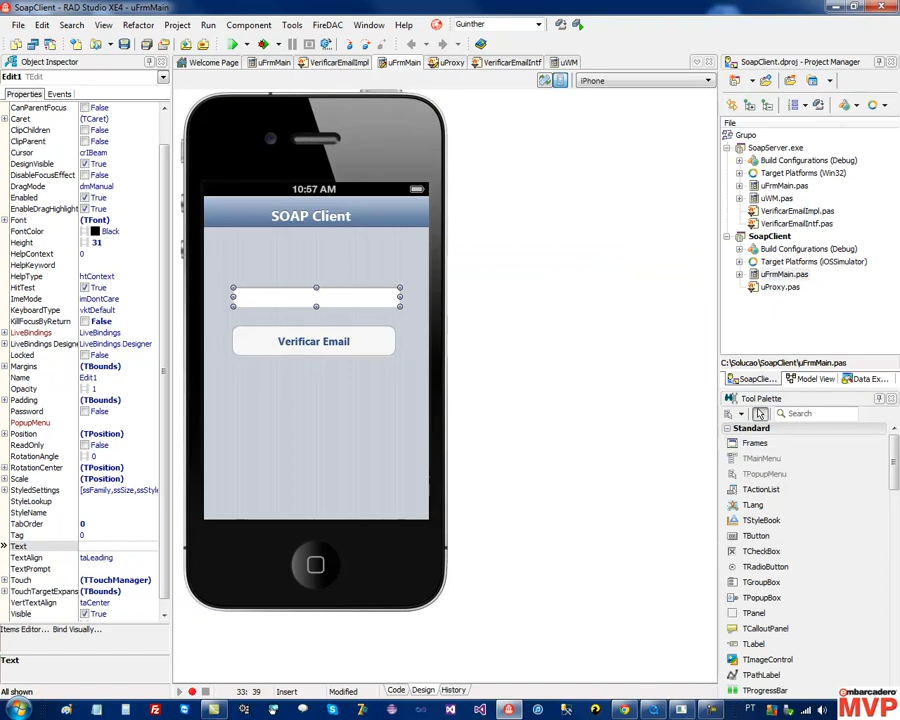 SoapClient - RAD Studio XE4 - uFrmMain
File Edit Search View Refactor Project Run Component Tools FireDAC Window Help Guinther
Object Inspector
Edit1 TEdit
Properties Events
CanParentFocus False
Caret (TCaret)
ClipChildren False
ClipParent False
Cursor crIBeam
DesignVisible True
DisableFocusEffect False
DragMode dmManual
Enabled True
EnableDragHighlight True
Font (TFont)
FontColor Black
Height 31
HelpContext 0
HelpKeyword
HelpType htContext
HitTest True
ImeMode imDontCare
KeyboardType vktDefault
KillFocusByReturn False
LiveBindings LiveBindings
LiveBindings Designe LiveBindings Designer
Locked False
Margins (TBounds)
Name Edit1
Opacity 1
Padding (TBounds)
Password False
PopupMenu
Position (TPosition)
ReadOnly False
RotationAngle 0
RotationCenter (TPosition)
Scale (TPosition)
StyledSettings [ssFamily,ssSize,ssStyle
StyleLookup
StyleName
TabOrder 0
Tag 0
Text
TextAlign taLeading
TextPrompt
Touch (TTouchManager)
TouchTargetExpans (TBounds)
VertTextAlign taCenter
Visible True
Items Editor... Bind Visually...
Text
All shown
Welcome Page uFrmMain VerificarEmailImpl uFrmMain uProxy VerificarEmailIntf uWM
iPhone
10:57 AM
SOAP Client
Verificar Email
33: 39 Insert Modified Code Design History
SoapClient.dproj - Project Manager
File
Grupo
SoapServer.exe
Build Configurations (Debug)
Target Platforms (Win32)
uFrmMain.pas
uWM.pas
VerificarEmailImpl.pas
VerificarEmailIntf.pas
SoapClient
Build Configurations (Debug)
Target Platforms (iOSSimulator)
uFrmMain.pas
uProxy.pas
C:\Solucao\SoapClient\uFrmMain.pas
SoapClie... Model View Data Ex...
Tool Palette
Search
Standard
Frames
TMainMenu
TPopupMenu
TActionList
TLang
TStyleBook
TButton
TCheckBox
TRadioButton
TGroupBox
TPopupBox
TPanel
TCalloutPanel
TLabel
TImageControl
TPathLabel
TProgressBar
PT
embarcadero
MVP